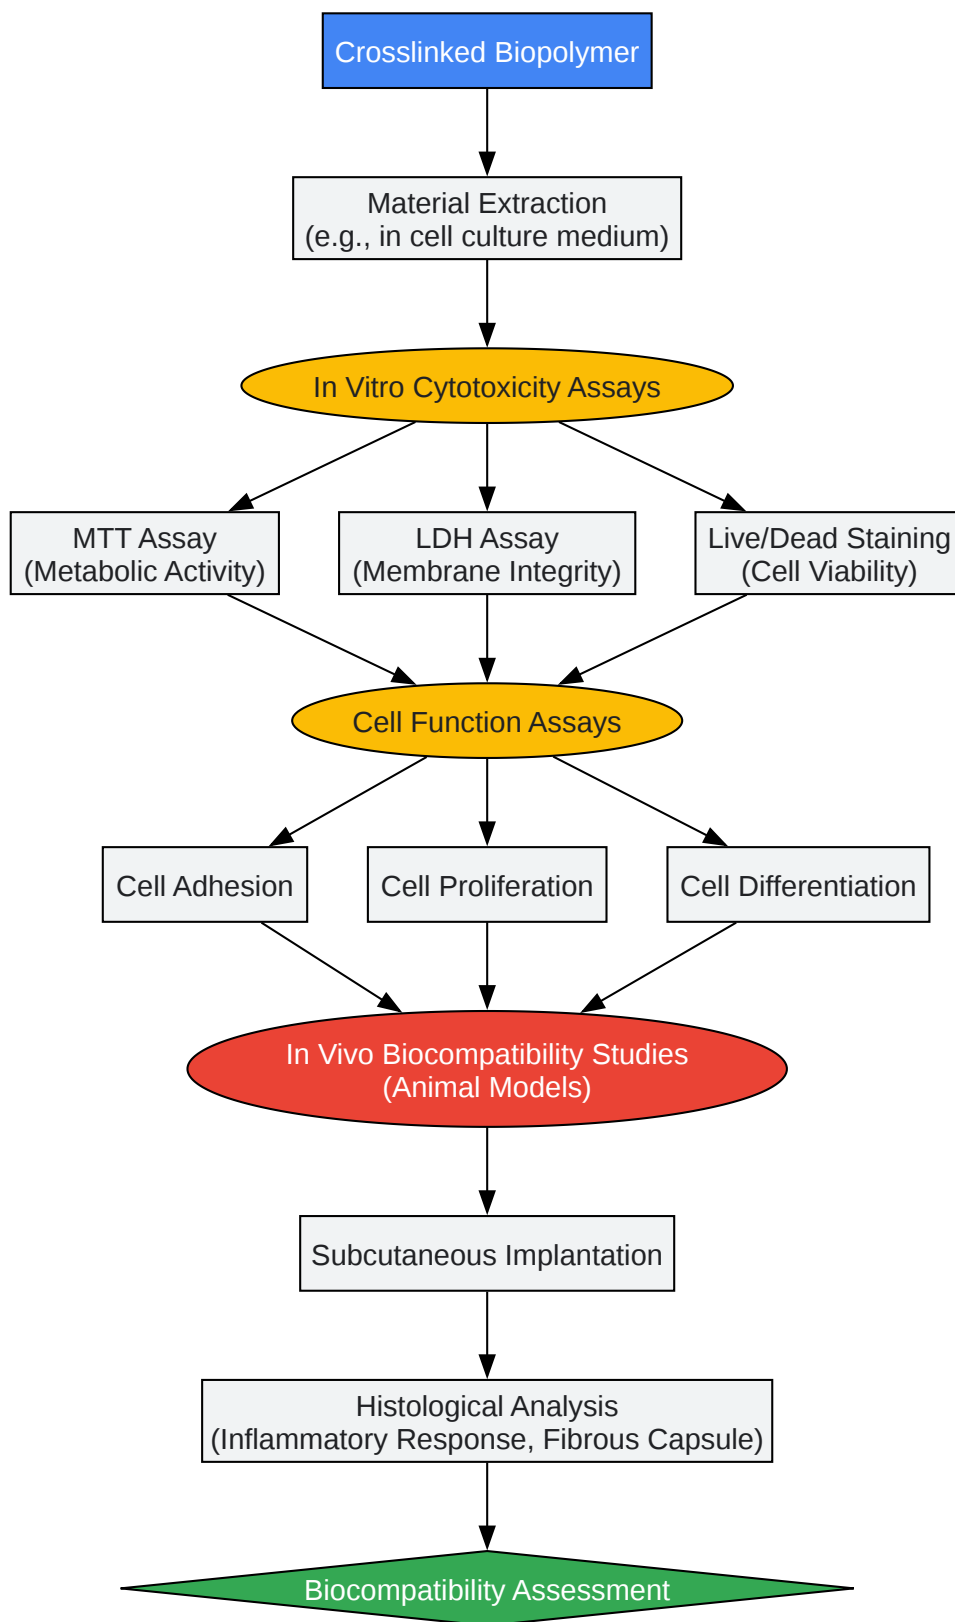 Crosslinked Biopolymer
Material Extraction
(e.g., in cell culture medium)
In Vitro Cytotoxicity Assays
MTT Assay
(Metabolic Activity)
LDH Assay
(Membrane Integrity)
Live/Dead Staining
(Cell Viability)
Cell Function Assays
Cell Adhesion
Cell Proliferation
Cell Differentiation
In Vivo Biocompatibility Studies
(Animal Models)
Subcutaneous Implantation
Histological Analysis
(Inflammatory Response, Fibrous Capsule)
Biocompatibility Assessment